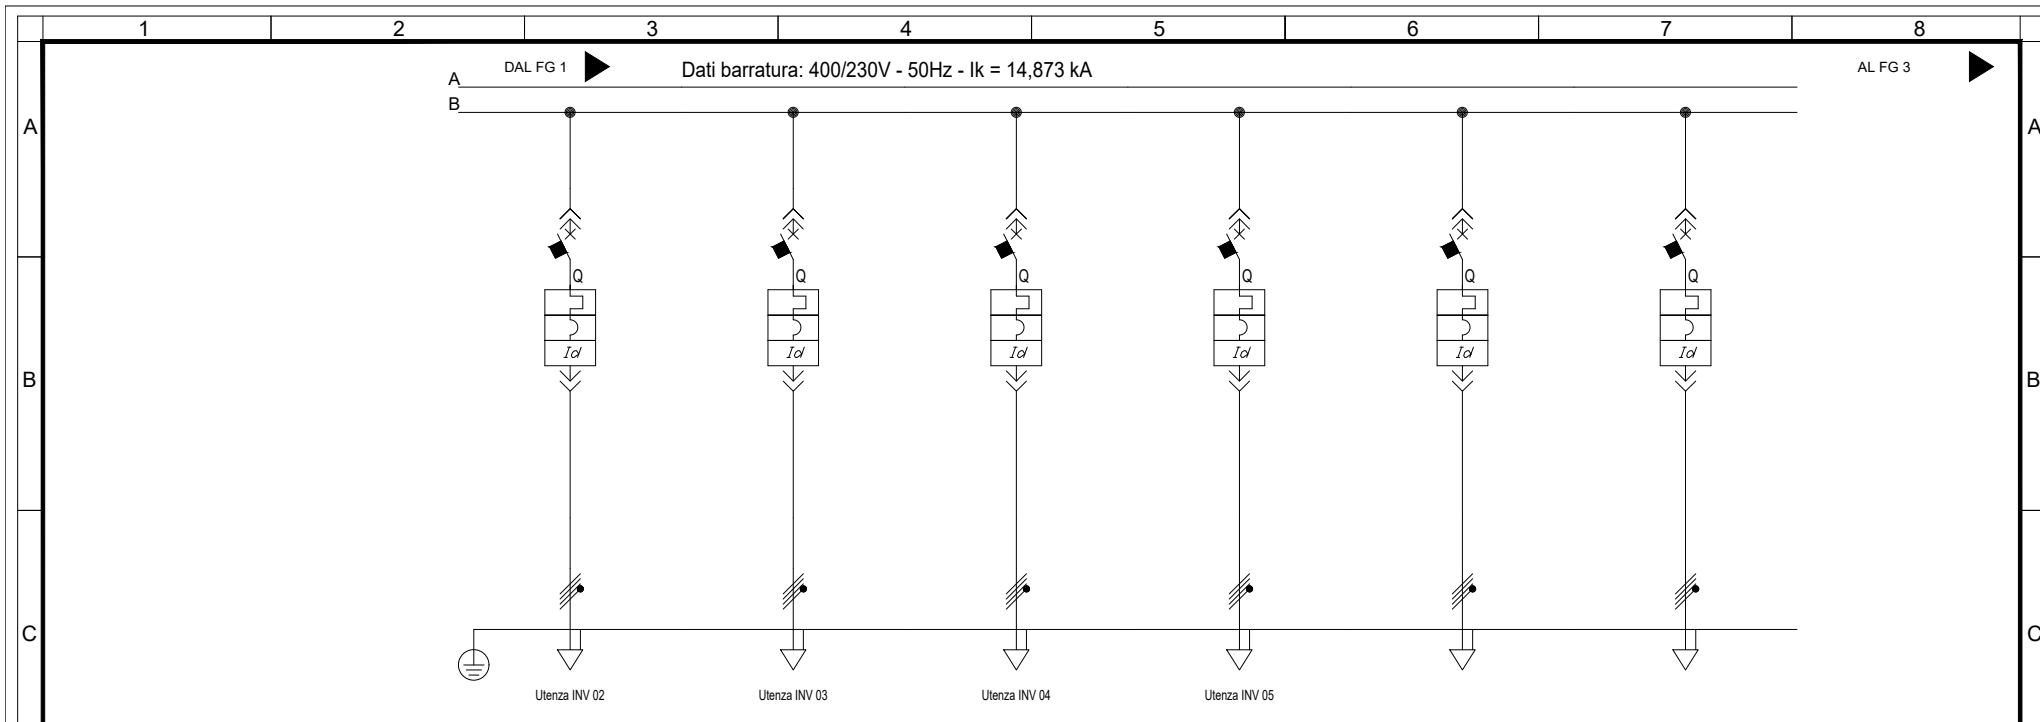 1 2 3 4 5 6 7 8
DAL FG 1 Dati barratura: 400/230V - 50Hz - Ik = 14,873 kA AL FG 3
A
B
A A
Q Q Q Q Q Q
Id Id Id Id Id Id
B B
C C
Utenza INV 02 Utenza INV 03 Utenza INV 04 Utenza INV 05